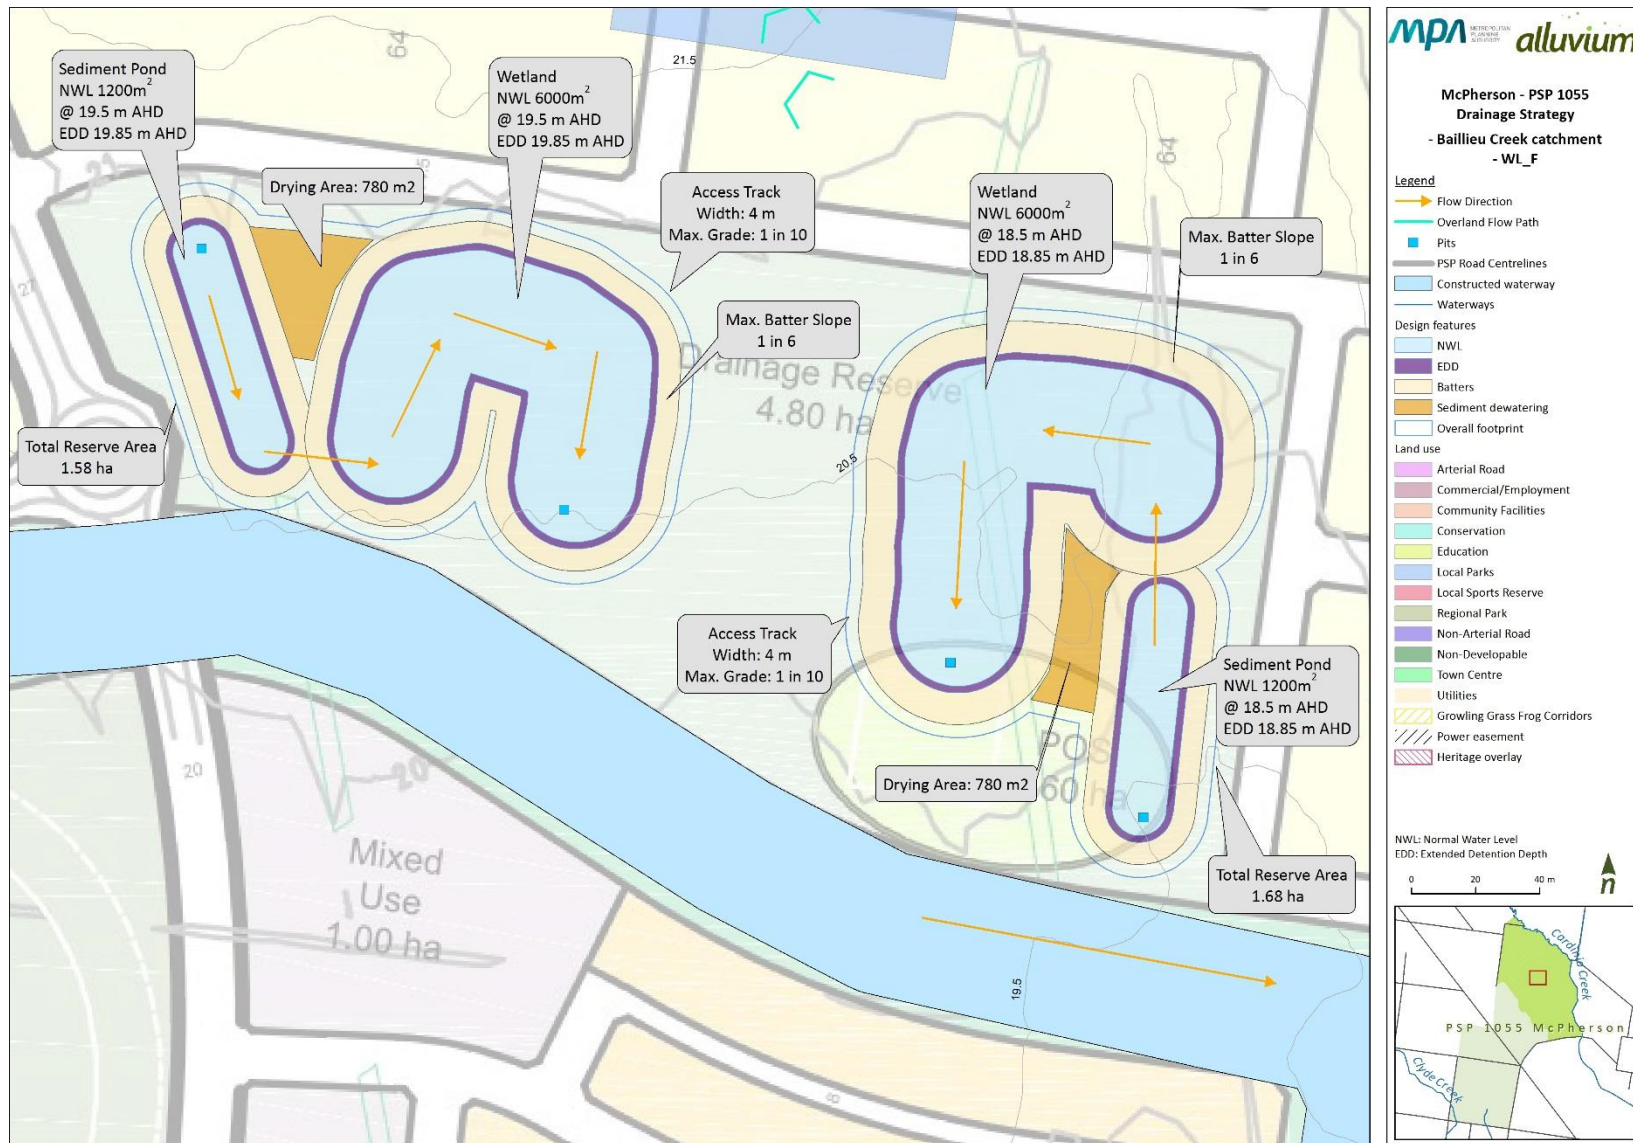 Sediment Pond
NWL 1200m²
@ 19.5 m AHD
EDD 19.85 m AHD
Wetland
NWL 6000m²
@ 19.5 m AHD
EDD 19.85 m AHD
Drying Area: 780 m2
Access Track
Width: 4 m
Max. Grade: 1 in 10
Wetland
NWL 6000m²
@ 18.5 m AHD
EDD 18.85 m AHD
Max. Batter Slope
1 in 6
Max. Batter Slope
1 in 6
Total Reserve Area
1.58 ha
Drainage Reserve
4.80 ha
Access Track
Width: 4 m
Max. Grade: 1 in 10
Sediment Pond
NWL 1200m²
@ 18.5 m AHD
EDD 18.85 m AHD
Drying Area: 780 m2
POS
60 ha
Total Reserve Area
1.68 ha
Mixed
Use
1.00 ha
64
21.5
64
27
20.5
20
20
19.5
MPA METROPOLITAN PLANNING AUTHORITY
alluvium
McPherson - PSP 1055
Drainage Strategy
- Baillieu Creek catchment
- WL_F
Legend
Flow Direction
Overland Flow Path
Pits
PSP Road Centrelines
Constructed waterway
Waterways
Design features
NWL
EDD
Batters
Sediment dewatering
Overall footprint
Land use
Arterial Road
Commercial/Employment
Community Facilities
Conservation
Education
Local Parks
Local Sports Reserve
Regional Park
Non-Arterial Road
Non-Developable
Town Centre
Utilities
Growling Grass Frog Corridors
Power easement
Heritage overlay
NWL: Normal Water Level
EDD: Extended Detention Depth
0 20 40 m
n
Cardinia Creek
PSP 1055 McPherson
Clyde Creek